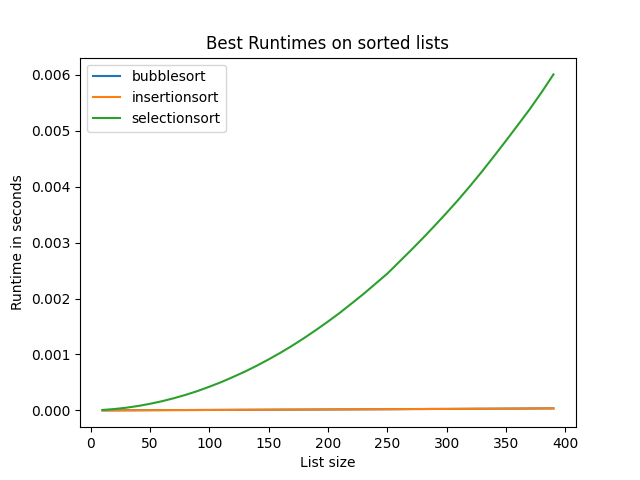 Best Runtimes on sorted lists
bubblesort
insertionsort
selectionsort
0.006
0.005
0.004
0.003
0.002
0.001
0.000
Runtime in seconds
0 50 100 150 200 250 300 350 400
List size